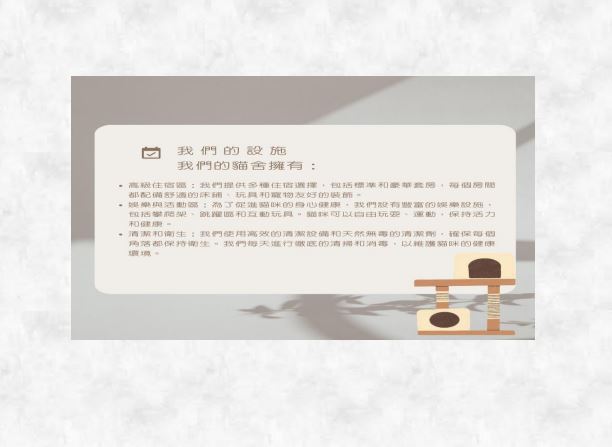 我們的設施
我們的貓舍擁有：
• 高級住宿區：我們提供多種住宿選擇，包括標準和豪華套房，每個房間
都配備舒適的床鋪、玩具和寵物友好的裝飾。
• 娛樂與活動區：為了促進貓咪的身心健康，我們設有豐富的娛樂設施，
包括攀爬架、跳躍區和互動玩具。貓咪可以自由玩耍、運動，保持活力
和健康。
• 清潔和衛生：我們使用高效的清潔設備和天然無毒的清潔劑，確保每個
角落都保持衛生。我們每天進行徹底的清掃和消毒，以維護貓咪的健康
環境。